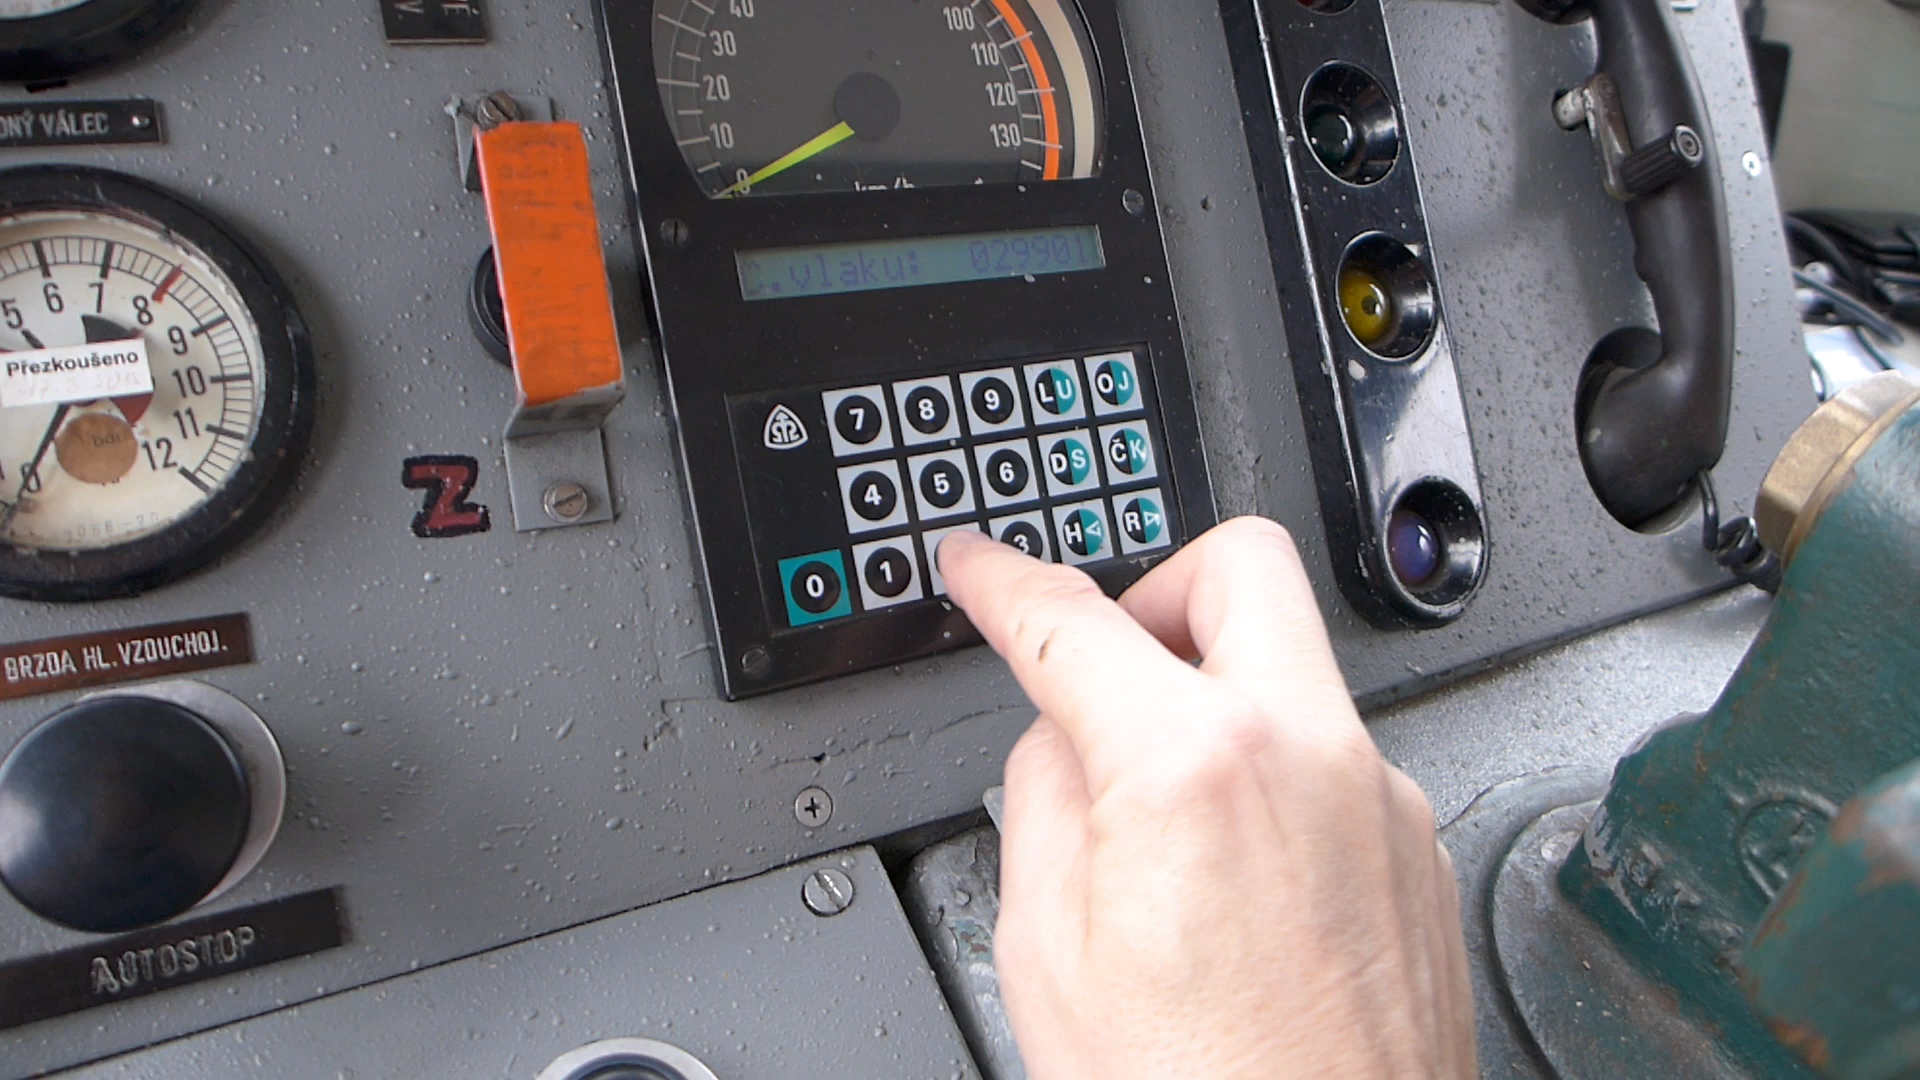 40
30
20
10
0
100
110
120
130
km/h
ONÝ VÁLEC
č.vlaku: 029901
5 6 7 8 9 10 11 12
Přezkoušeno
bar
Z
7 8 9 LU OJ
4 5 6 DS ČK
0 1 3 H R
BRZDA HL. VZDUCHOJ.
AUTOSTOP